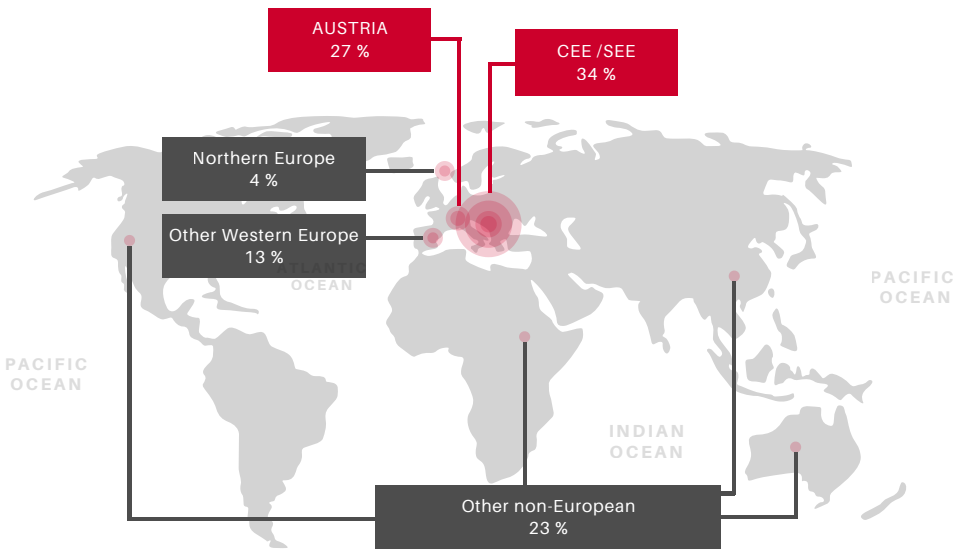 AUSTRIA
27 %
CEE /SEE
34 %
Northern Europe
4 %
Other Western Europe
13 %
ATLANTIC
OCEAN
PACIFIC
OCEAN
PACIFIC
OCEAN
INDIAN
OCEAN
Other non-European
23 %